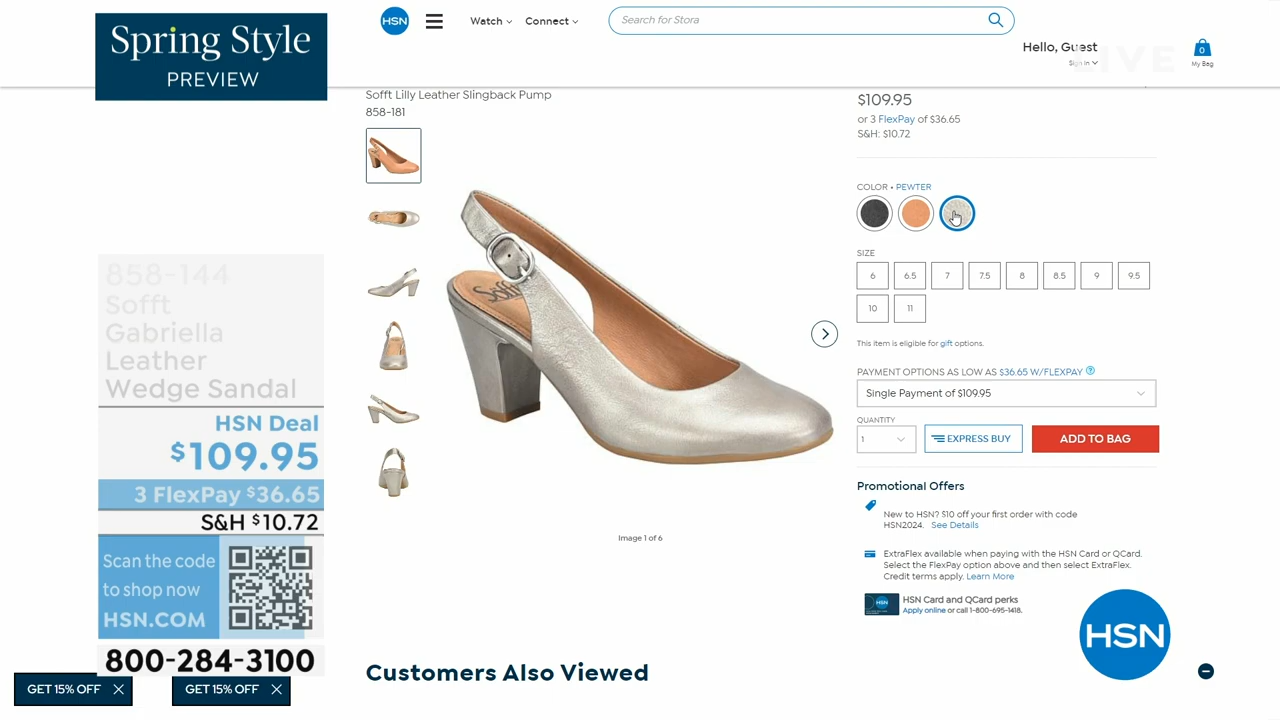 Spring Style
PREVIEW
HSN
Watch
Connect
Search for Stora
Hello, Guest
Sign In
LIVE
0
My Bag
Sofft Lilly Leather Slingback Pump
858-181
$109.95
or 3 FlexPay of $36.65
S&H: $10.72
COLOR • PEWTER
SIZE
6 6.5 7 7.5 8 8.5 9 9.5
10 11
This item is eligible for gift options.
PAYMENT OPTIONS AS LOW AS $36.65 W/FLEXPAY ?
Single Payment of $109.95
QUANTITY
1
EXPRESS BUY
ADD TO BAG
Promotional Offers
New to HSN? $10 off your first order with code
HSN2024. See Details
ExtraFlex available when paying with the HSN Card or QCard.
Select the FlexPay option above and then select ExtraFlex.
Credit terms apply. Learn More
HSN
HSN Card and QCard perks
Apply online or call 1-800-695-1418.
Söfft
Image 1 of 6
858-144
Sofft
Gabriella
Leather
Wedge Sandal
HSN Deal
$109.95
3 FlexPay $36.65
S&H $10.72
Scan the code
to shop now
HSN.COM
800-284-3100
GET 15% OFF
GET 15% OFF
Customers Also Viewed
HSN